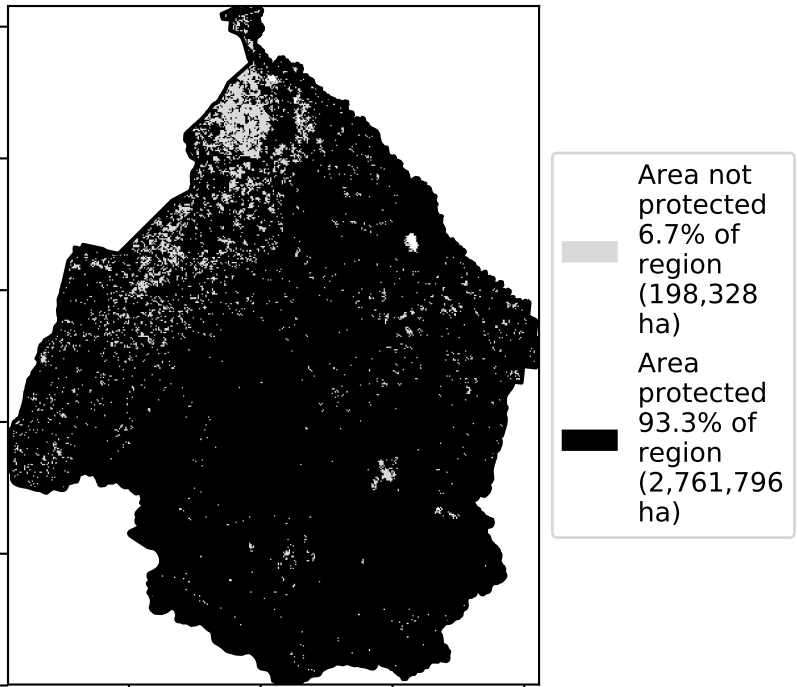 Area not
protected
6.7% of
region
(198,328
ha)
Area
protected
93.3% of
region
(2,761,796
ha)